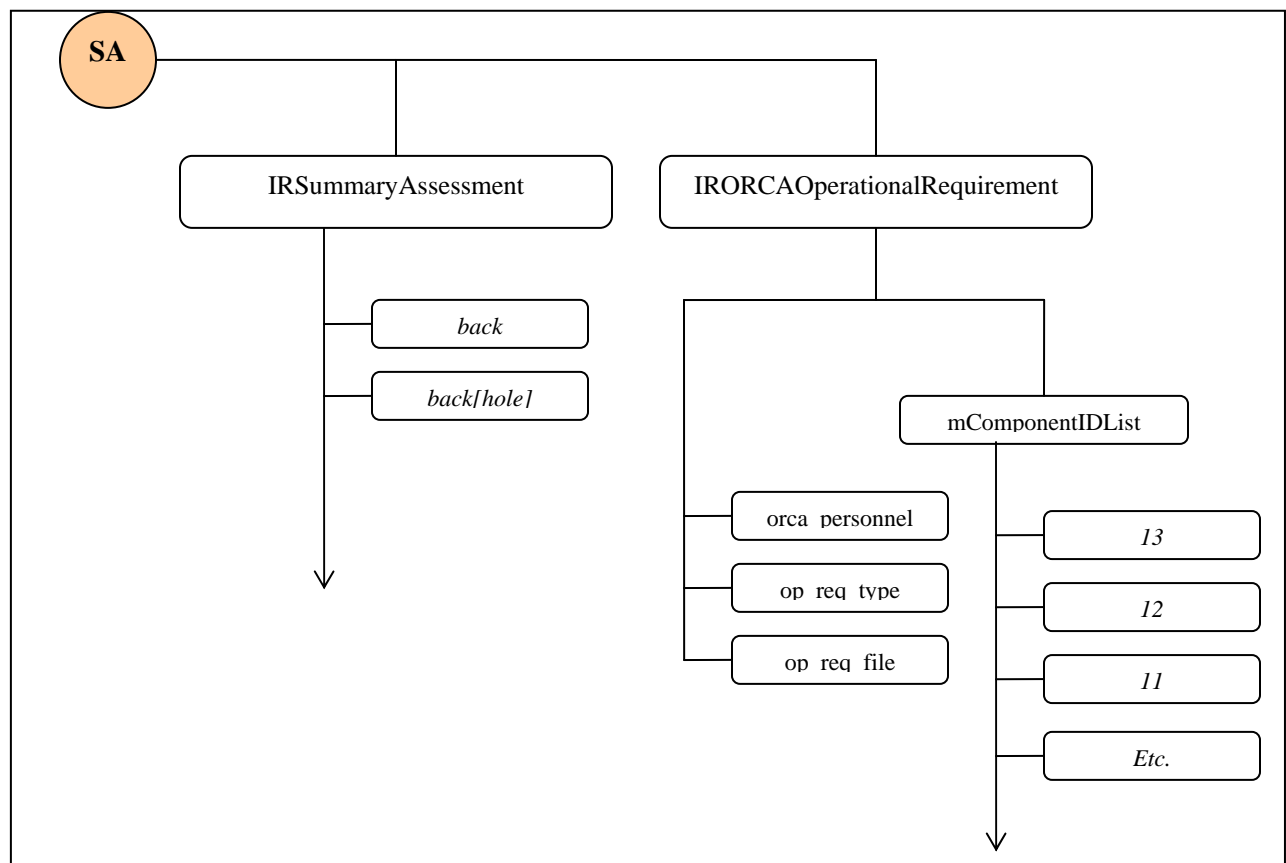 SA
IRSummaryAssessment
IRORCAOperationalRequirement
back
back[hole]
mComponentIDList
orca_personnel
op_req_type
op_req_file
13
12
11
Etc.